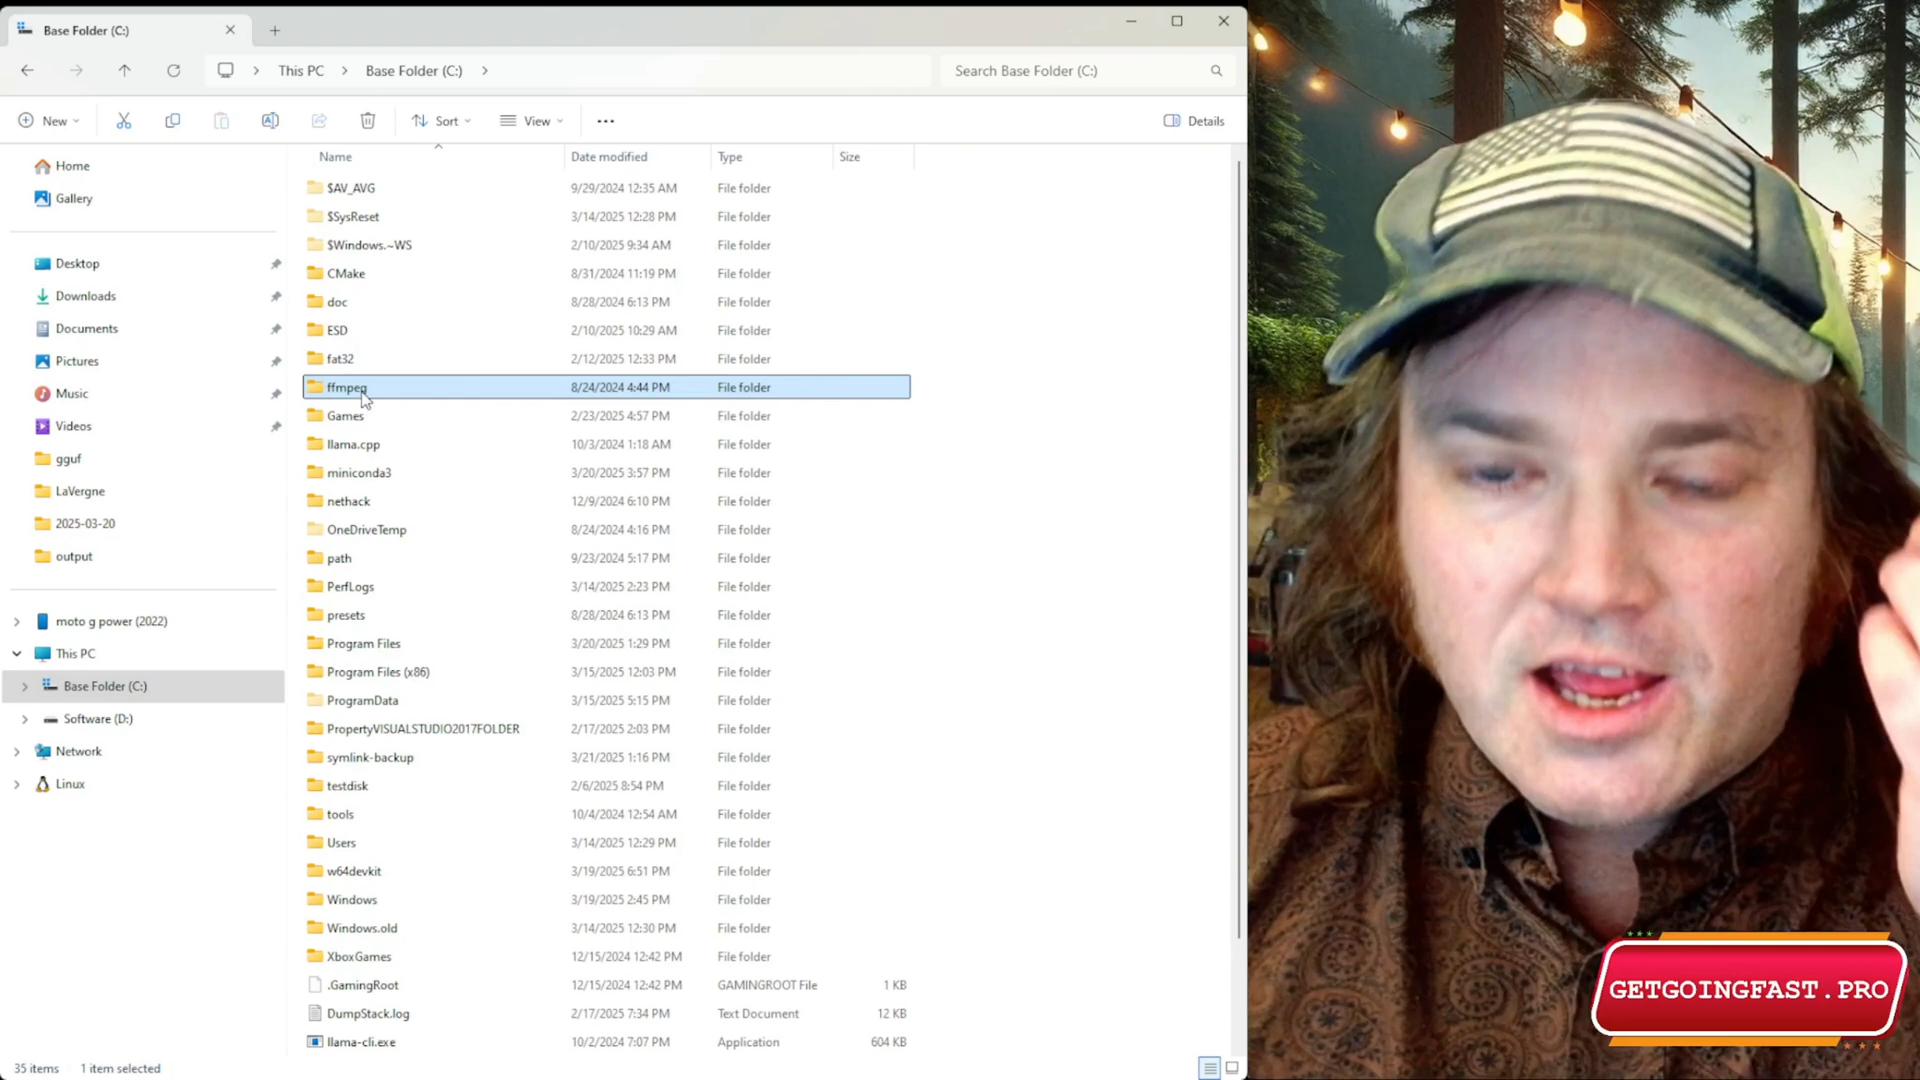 Base Folder (C:)
This PC
Base Folder (C:)
Search Base Folder (C:)
New
Sort
View
Details
Name Date modified Type Size
$AV_AVG 9/29/2024 12:35 AM File folder
$SysReset 3/14/2025 12:28 PM File folder
$Windows.~WS 2/10/2025 9:34 AM File folder
CMake 8/31/2024 11:19 PM File folder
doc 8/28/2024 6:13 PM File folder
ESD 2/10/2025 10:29 AM File folder
fat32 2/12/2025 12:33 PM File folder
ffmpeg 8/24/2024 4:44 PM File folder
Games 2/23/2025 4:57 PM File folder
llama.cpp 10/3/2024 1:18 AM File folder
miniconda3 3/20/2025 3:57 PM File folder
nethack 12/9/2024 6:10 PM File folder
OneDriveTemp 8/24/2024 4:16 PM File folder
path 9/23/2024 5:17 PM File folder
PerfLogs 3/14/2025 2:23 PM File folder
presets 8/28/2024 6:13 PM File folder
Program Files 3/20/2025 1:29 PM File folder
Program Files (x86) 3/15/2025 12:03 PM File folder
ProgramData 3/15/2025 5:15 PM File folder
PropertyVISUALSTUDIO2017FOLDER 2/17/2025 2:03 PM File folder
symlink-backup 3/21/2025 1:16 PM File folder
testdisk 2/6/2025 8:54 PM File folder
tools 10/4/2024 12:54 AM File folder
Users 3/14/2025 12:29 PM File folder
w64devkit 3/19/2025 6:51 PM File folder
Windows 3/19/2025 2:45 PM File folder
Windows.old 3/14/2025 12:30 PM File folder
XboxGames 12/15/2024 12:42 PM File folder
.GamingRoot 12/15/2024 12:42 PM GAMINGROOT File 1 KB
DumpStack.log 2/17/2025 7:34 PM Text Document 12 KB
llama-cli.exe 10/2/2024 7:07 PM Application 604 KB
Home
Gallery
Desktop
Downloads
Documents
Pictures
Music
Videos
gguf
LaVergne
2025-03-20
output
moto g power (2022)
This PC
Base Folder (C:)
Software (D:)
Network
Linux
35 items 1 item selected
GETGOINGFAST.PRO